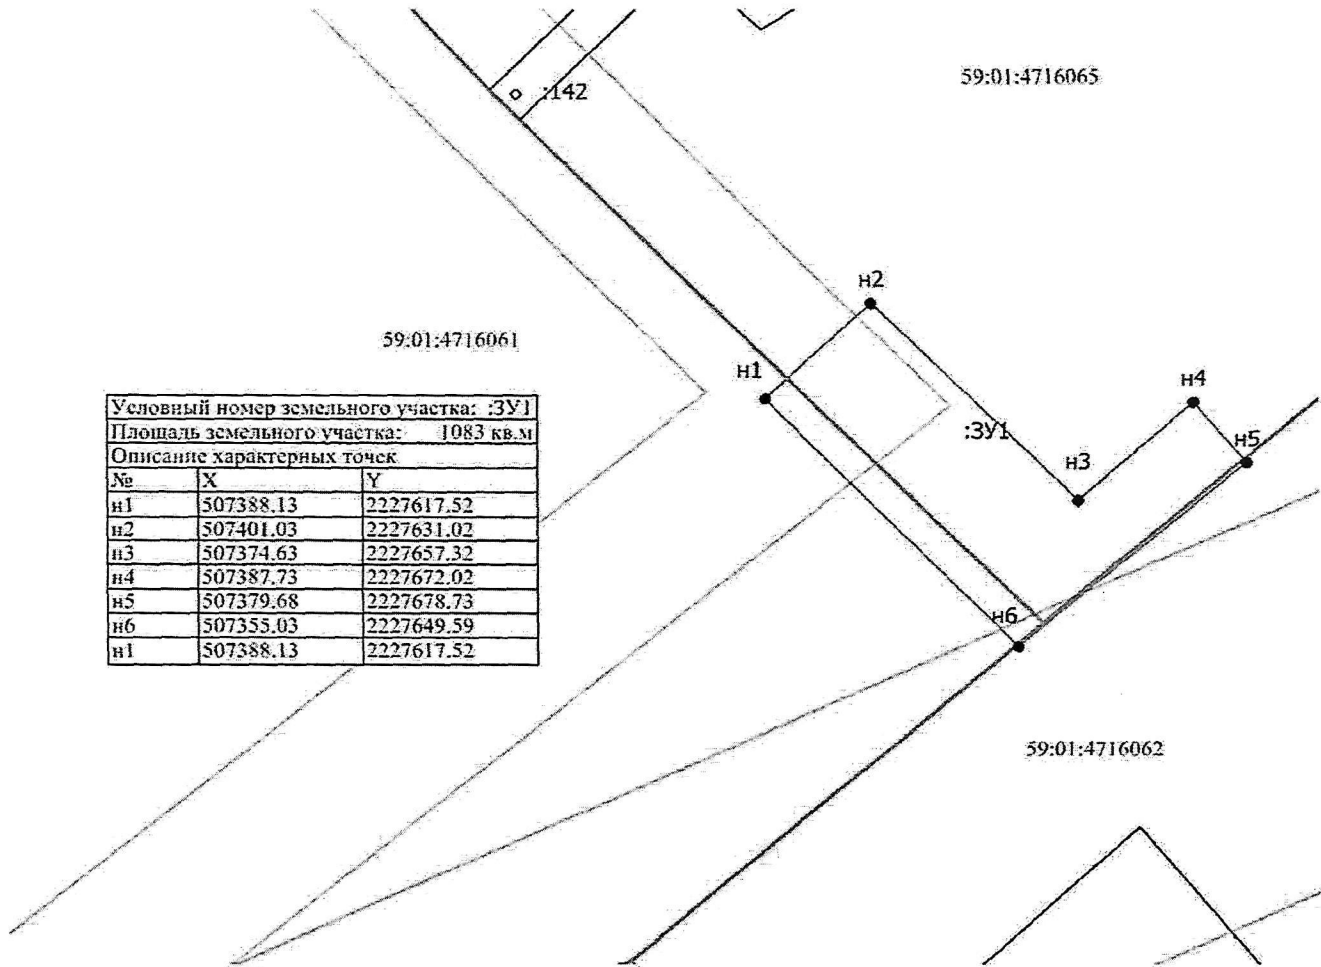 59:01:4716065
:142
н2
59:01:4716061
н1
н4
:ЗУ1
н5
н3
Условный номер земельного участка: :ЗУ1
Площадь земельного участка: 1083 кв.м
Описание характерных точек
№ X Y
н1 507388.13 2227617.52
н2 507401.03 2227631.02
н3 507374.63 2227657.32
н4 507387.73 2227672.02
н5 507379.68 2227678.73
н6 507355.03 2227649.59
н1 507388.13 2227617.52
н6
59:01:4716062